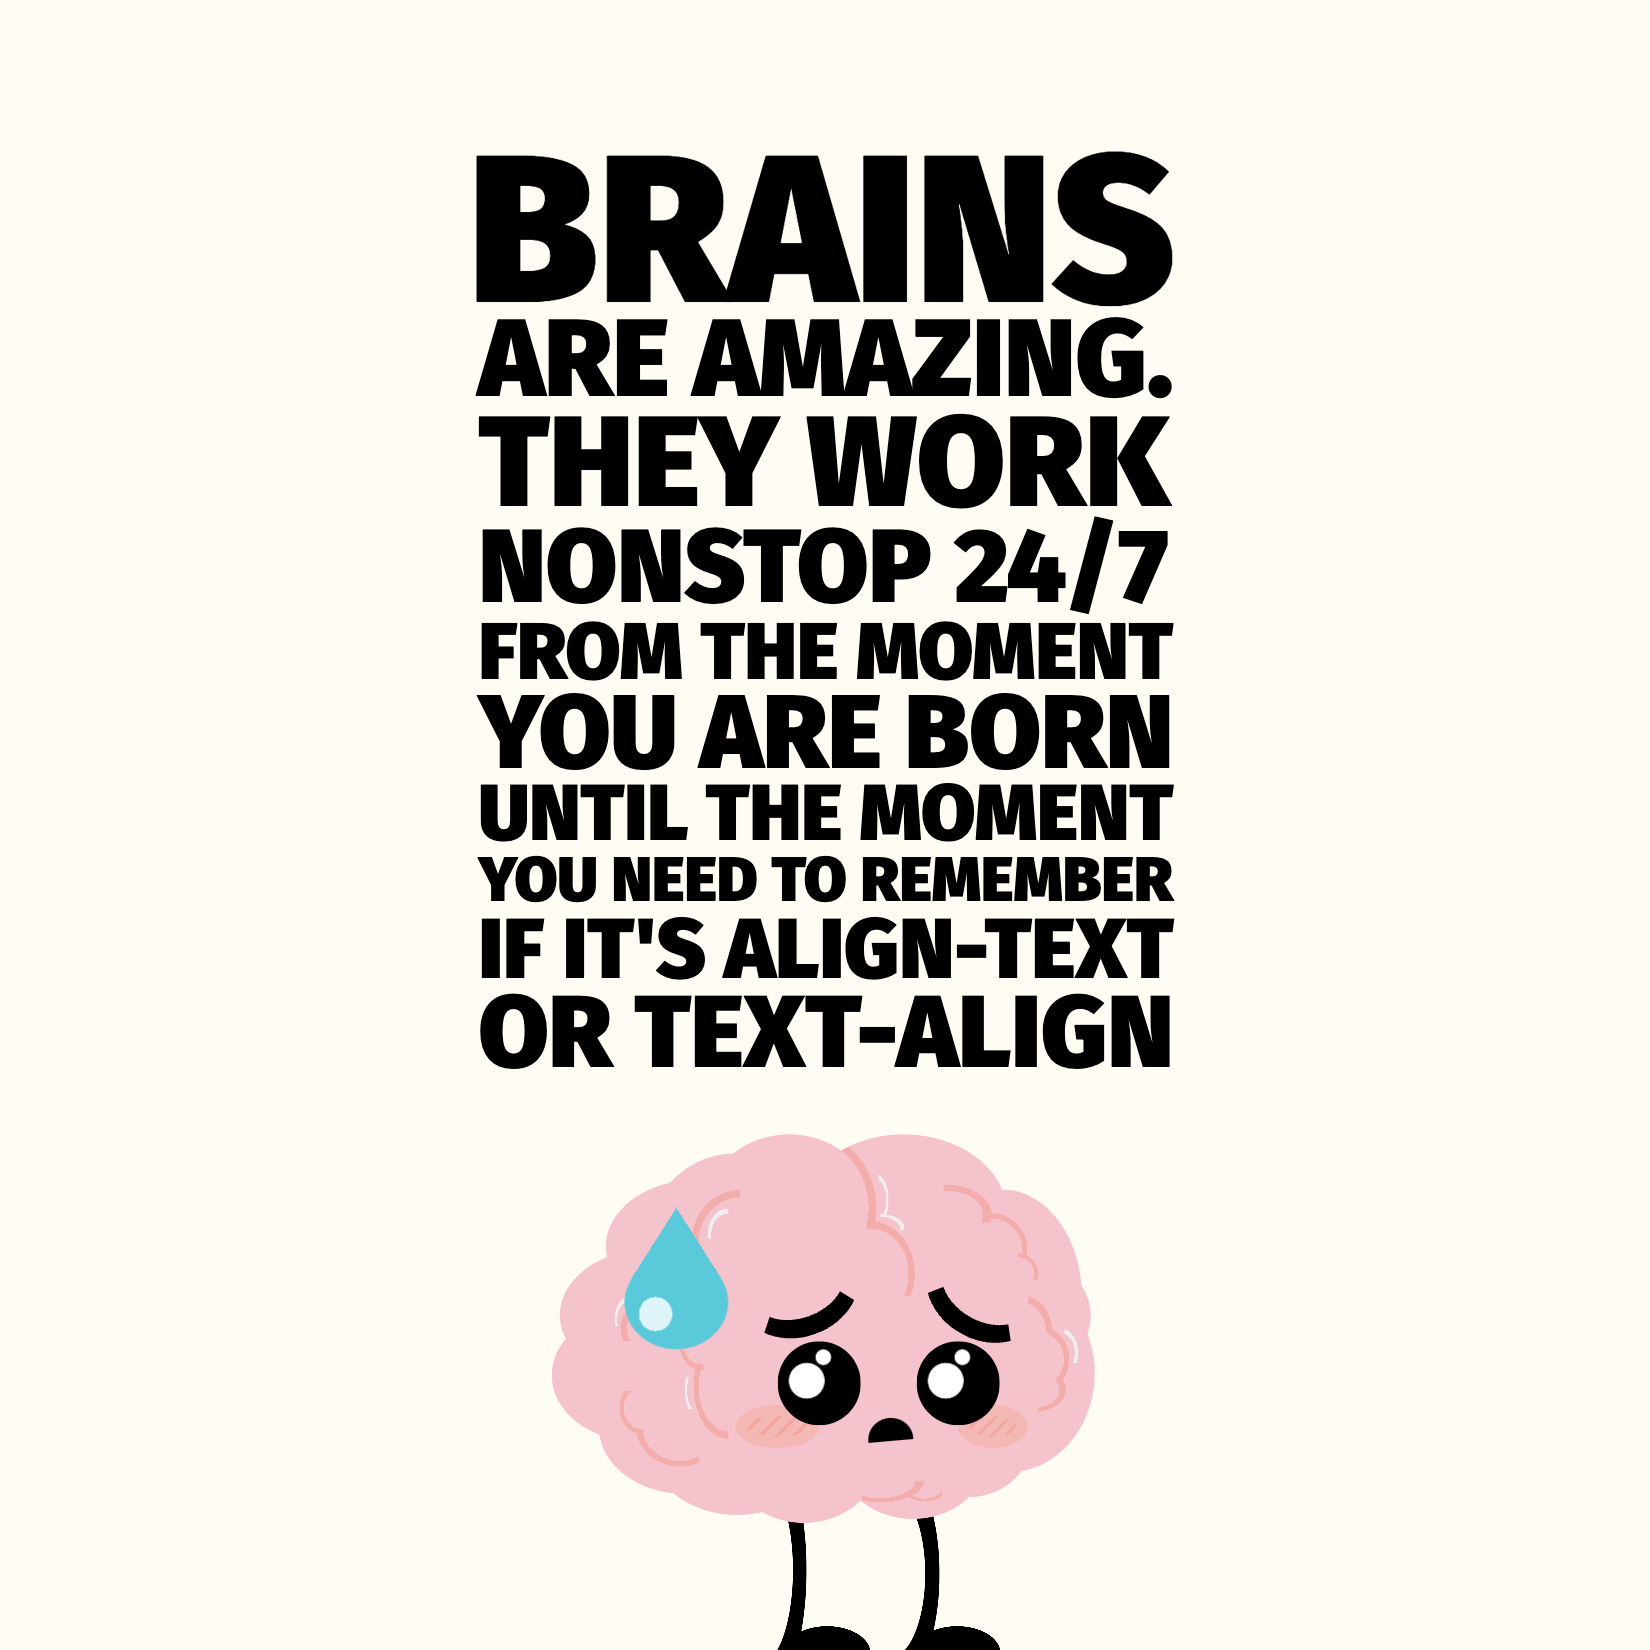 BRAINS
ARE AMAZING.
THEY WORK
NONSTOP 24/7
FROM THE MOMENT
YOU ARE BORN
UNTIL THE MOMENT
YOU NEED TO REMEMBER
IF IT'S ALIGN-TEXT
OR TEXT-ALIGN